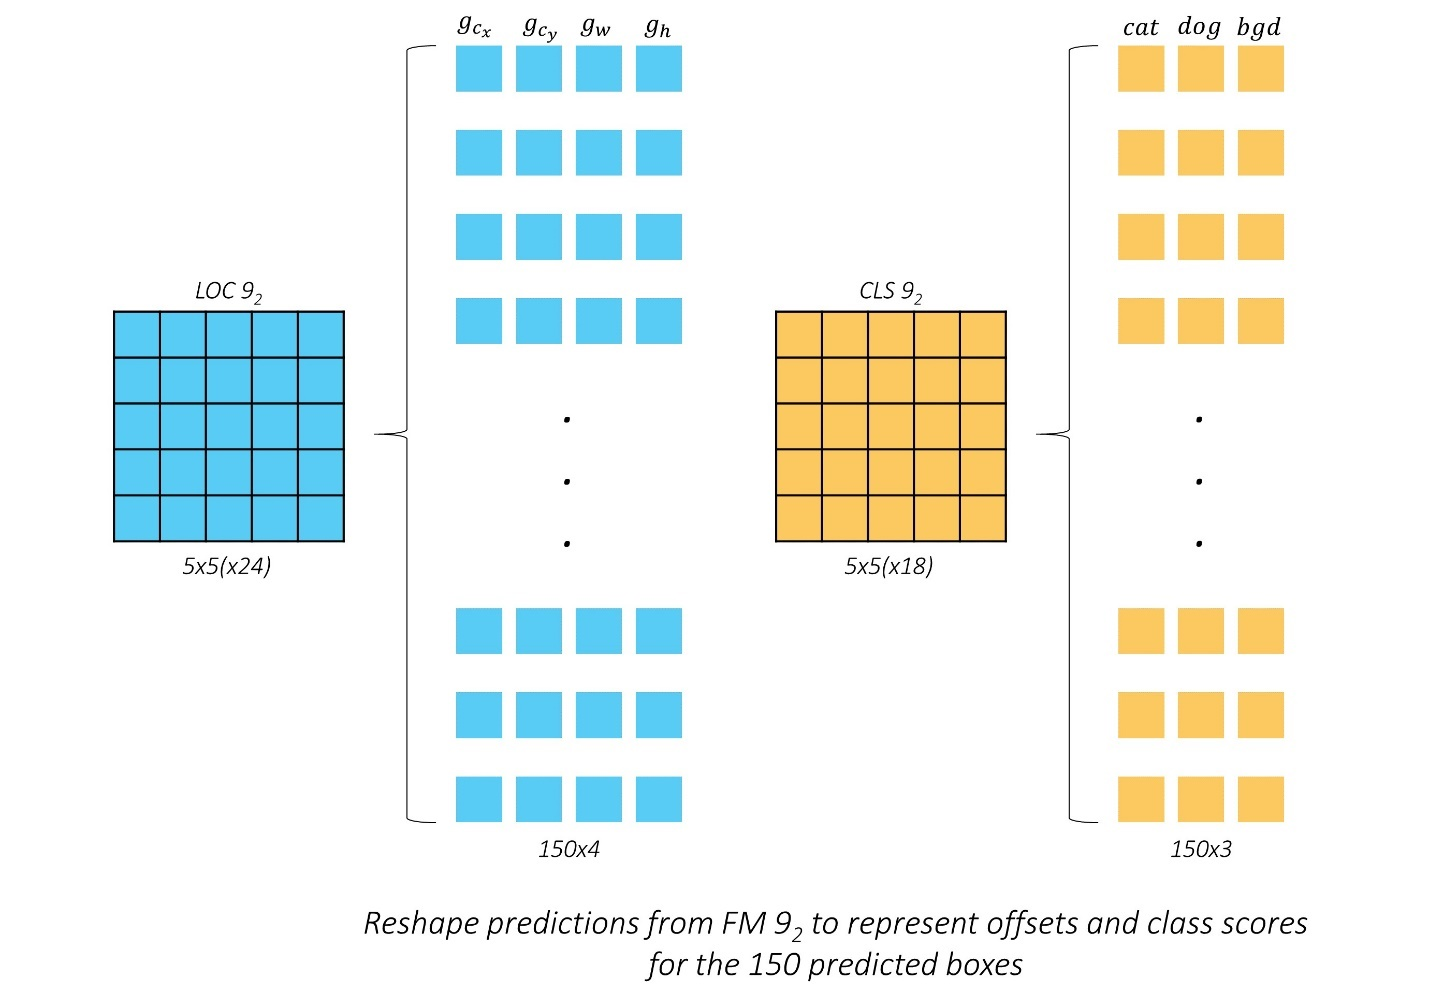 g_{c_x} g_{c_y} g_w g_h
cat dog bgd
LOC 9_2
CLS 9_2
5x5(x24)
5x5(x18)
150x4
150x3
Reshape predictions from FM 9_2 to represent offsets and class scores
for the 150 predicted boxes